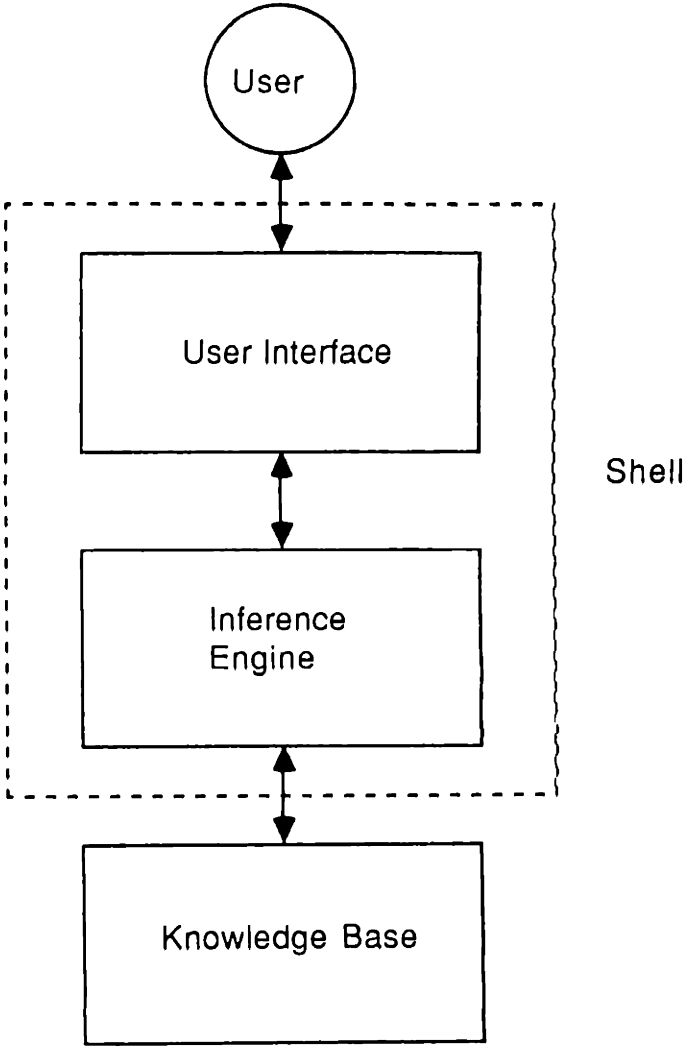 User
User Interface
Shell
Inference
Engine
Knowledge Base